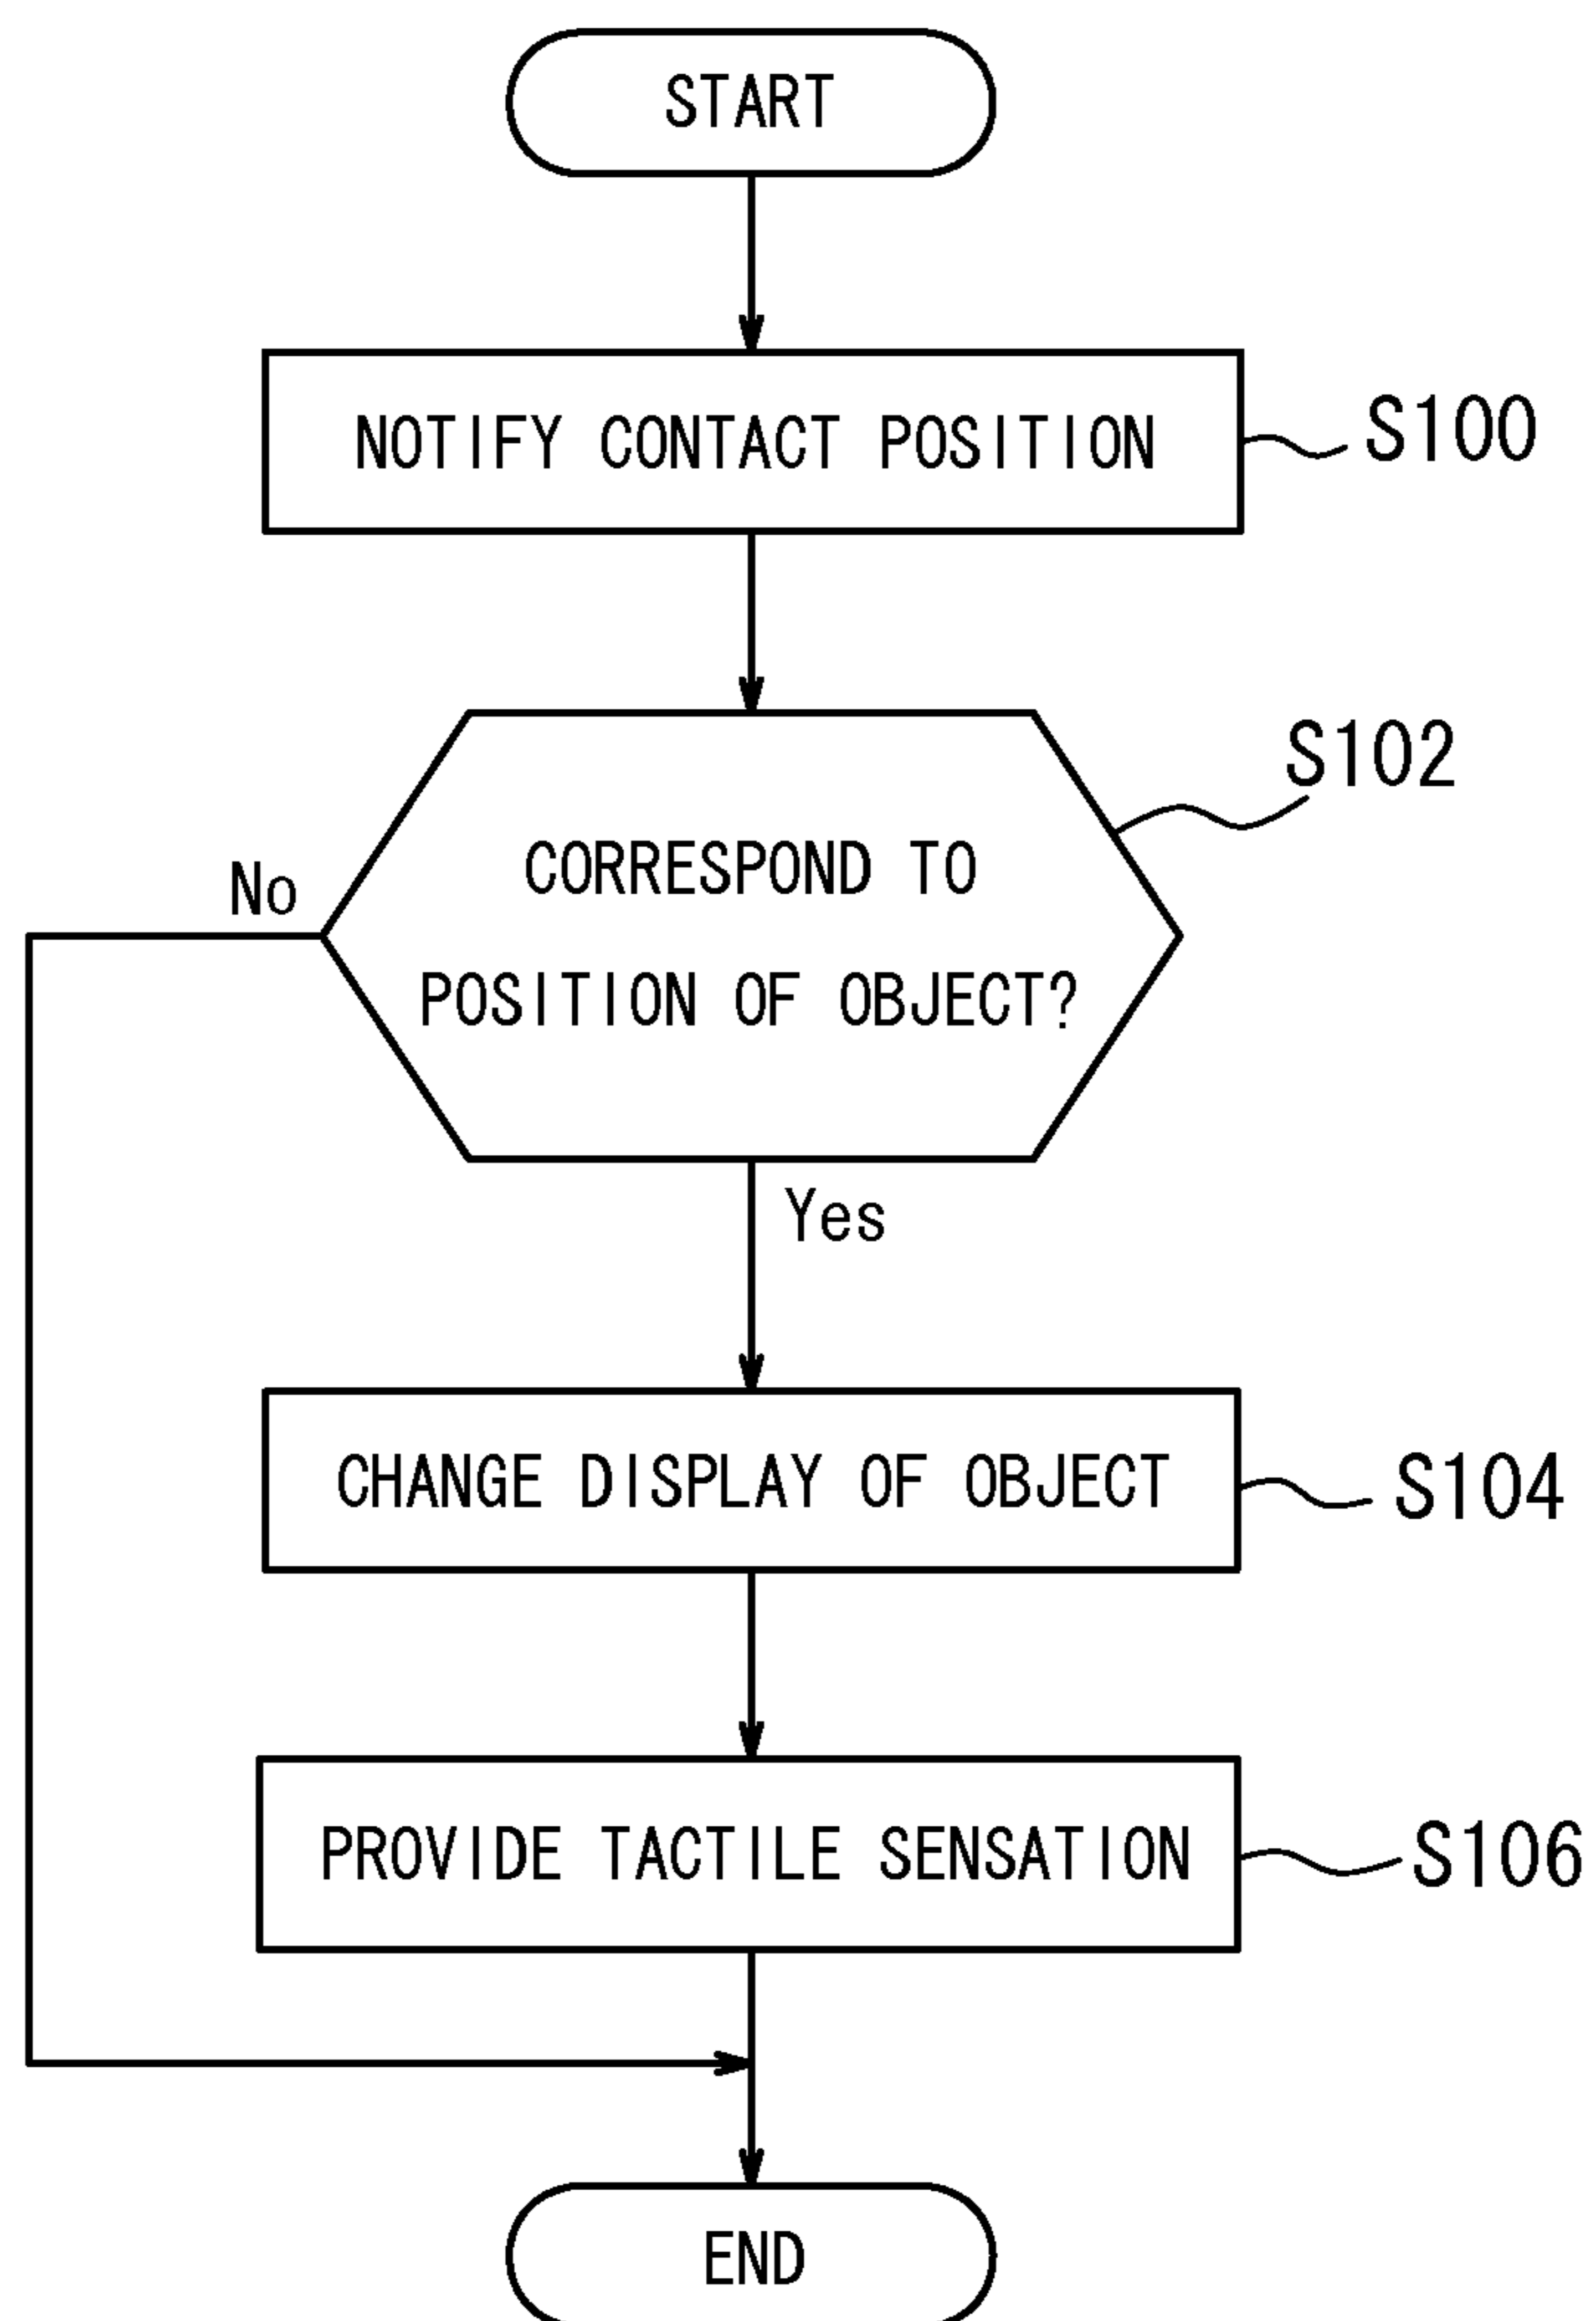 START
NOTIFY CONTACT POSITION
S100
S102
CORRESPOND TO
No
POSITION OF OBJECT?
Yes
CHANGE DISPLAY OF OBJECT
S104
PROVIDE TACTILE SENSATION
S106
END